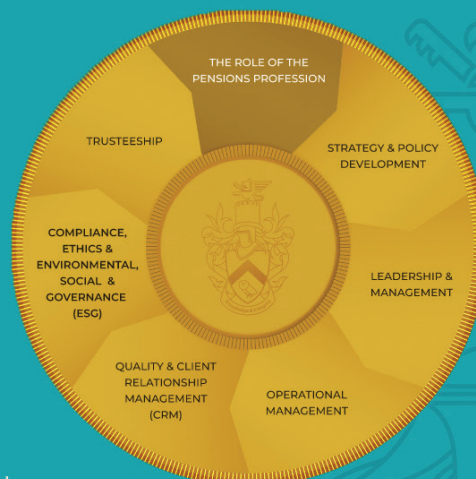 THE ROLE OF THE
PENSIONS PROFESSION
STRATEGY & POLICY
DEVELOPMENT
LEADERSHIP &
MANAGEMENT
OPERATIONAL
MANAGEMENT
QUALITY & CLIENT
RELATIONSHIP
MANAGEMENT
(CRM)
COMPLIANCE,
ETHICS &
ENVIRONMENTAL,
SOCIAL &
GOVERNANCE
(ESG)
TRUSTEESHIP